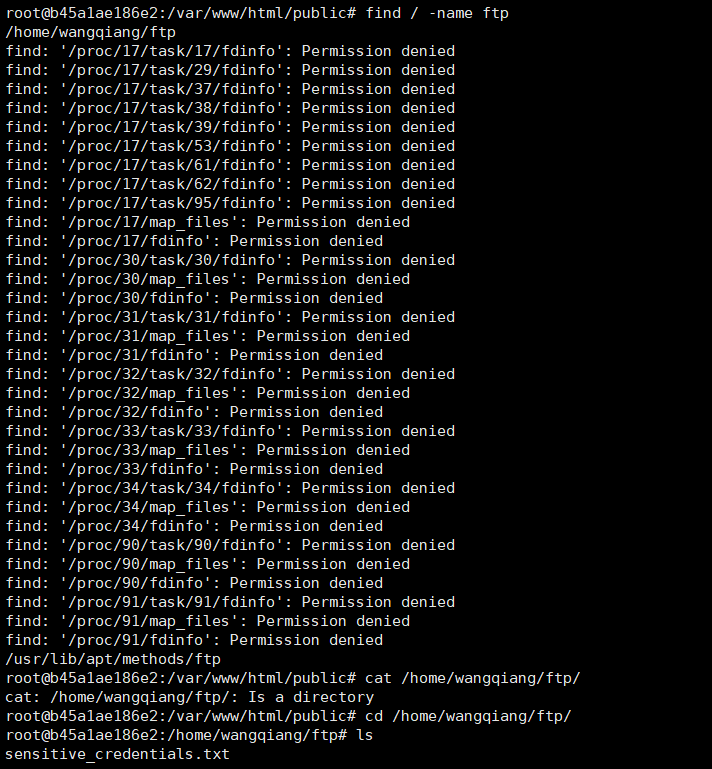 root@b45a1ae186e2:/var/www/html/public# find / -name ftp
/home/wangqiang/ftp
find: '/proc/17/task/17/fdinfo': Permission denied
find: '/proc/17/task/29/fdinfo': Permission denied
find: '/proc/17/task/37/fdinfo': Permission denied
find: '/proc/17/task/38/fdinfo': Permission denied
find: '/proc/17/task/39/fdinfo': Permission denied
find: '/proc/17/task/53/fdinfo': Permission denied
find: '/proc/17/task/61/fdinfo': Permission denied
find: '/proc/17/task/62/fdinfo': Permission denied
find: '/proc/17/task/95/fdinfo': Permission denied
find: '/proc/17/map_files': Permission denied
find: '/proc/17/fdinfo': Permission denied
find: '/proc/30/task/30/fdinfo': Permission denied
find: '/proc/30/map_files': Permission denied
find: '/proc/30/fdinfo': Permission denied
find: '/proc/31/task/31/fdinfo': Permission denied
find: '/proc/31/map_files': Permission denied
find: '/proc/31/fdinfo': Permission denied
find: '/proc/32/task/32/fdinfo': Permission denied
find: '/proc/32/map_files': Permission denied
find: '/proc/32/fdinfo': Permission denied
find: '/proc/33/task/33/fdinfo': Permission denied
find: '/proc/33/map_files': Permission denied
find: '/proc/33/fdinfo': Permission denied
find: '/proc/34/task/34/fdinfo': Permission denied
find: '/proc/34/map_files': Permission denied
find: '/proc/34/fdinfo': Permission denied
find: '/proc/90/task/90/fdinfo': Permission denied
find: '/proc/90/map_files': Permission denied
find: '/proc/90/fdinfo': Permission denied
find: '/proc/91/task/91/fdinfo': Permission denied
find: '/proc/91/map_files': Permission denied
find: '/proc/91/fdinfo': Permission denied
/usr/lib/apt/methods/ftp
root@b45a1ae186e2:/var/www/html/public# cat /home/wangqiang/ftp/
cat: /home/wangqiang/ftp/: Is a directory
root@b45a1ae186e2:/var/www/html/public# cd /home/wangqiang/ftp/
root@b45a1ae186e2:/home/wangqiang/ftp# ls
sensitive_credentials.txt